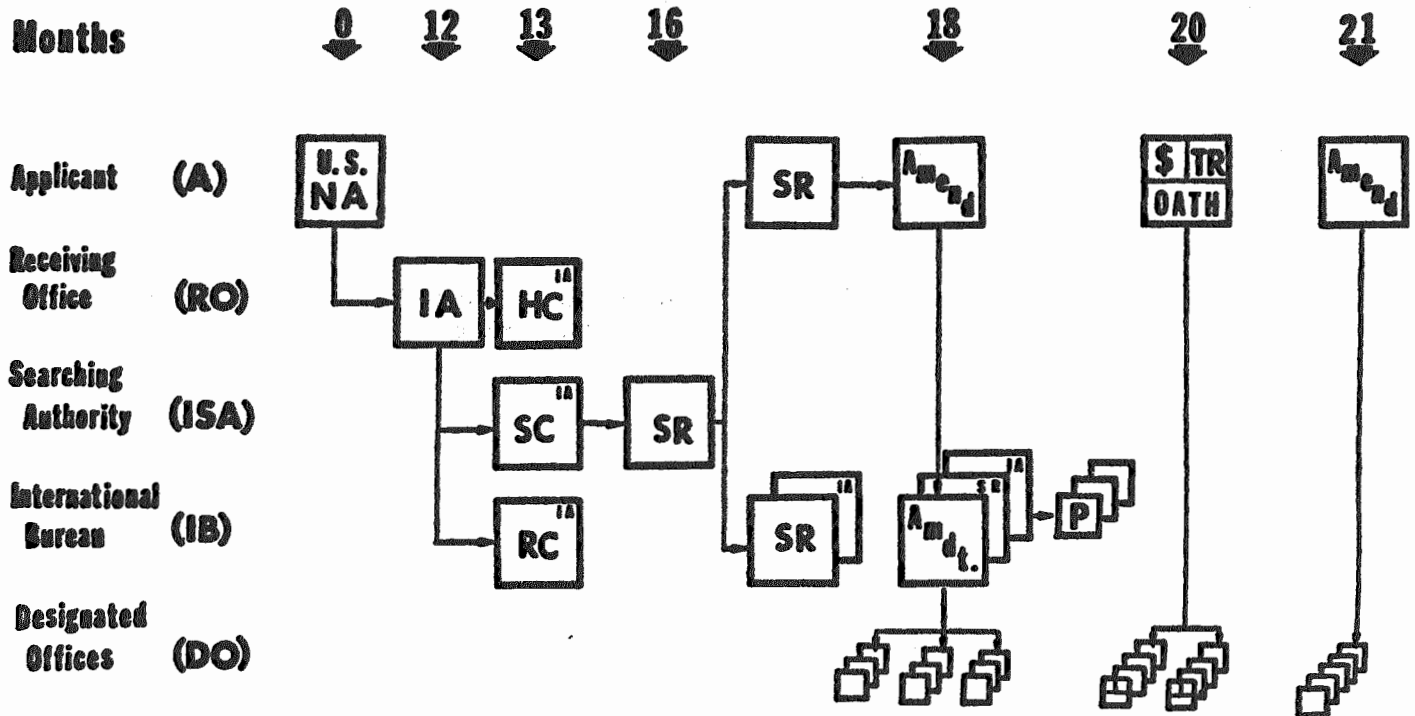 Months 0 12 13 16 18 20 21
Applicant (A)
U.S.
NA
SR
Amend
$ TR
OATH
Amend
Receiving
Office (RO)
IA
IA
HC
Searching
Authority (ISA)
IA
SC
SR
International
Bureau (IB)
IA
RC
IA
SR
IA
SR
Amdt.
P
Designated
Offices (DO)